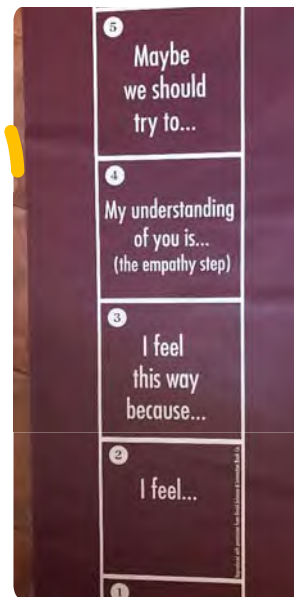 5
Maybe
we should
try to...
4
My understanding
of you is...
(the empathy step)
3
I feel
this way
because...
2
I feel...
1